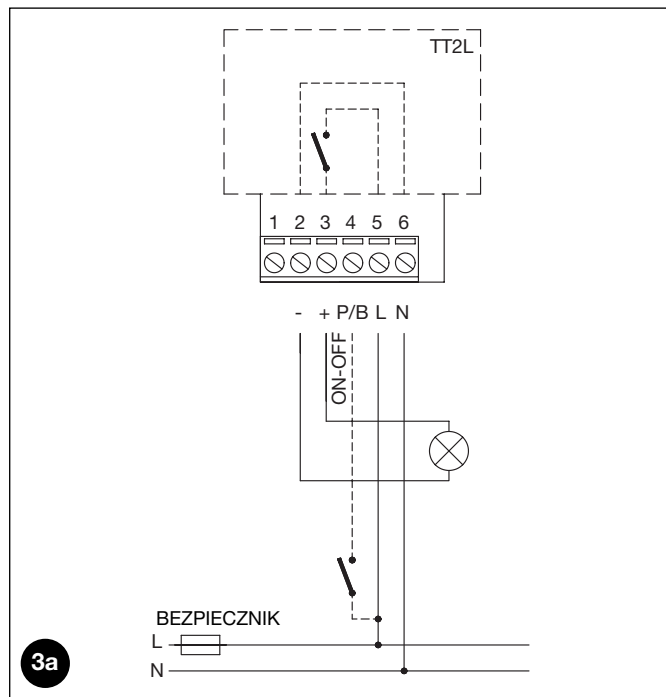 TT2L
1 2 3 4 5 6
- + P/B L N
ON-OFF
BEZPIECZNIK
L
N
3a